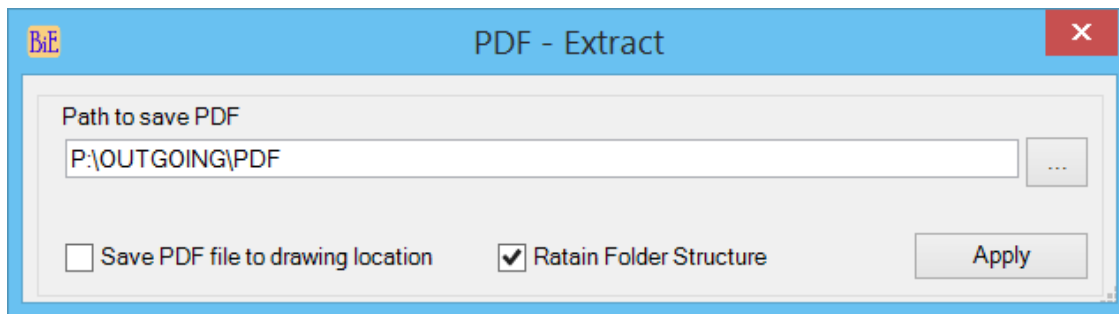 BiE
PDF - Extract
Path to save PDF
P:\OUTGOING\PDF
...
Save PDF file to drawing location
Ratain Folder Structure
Apply